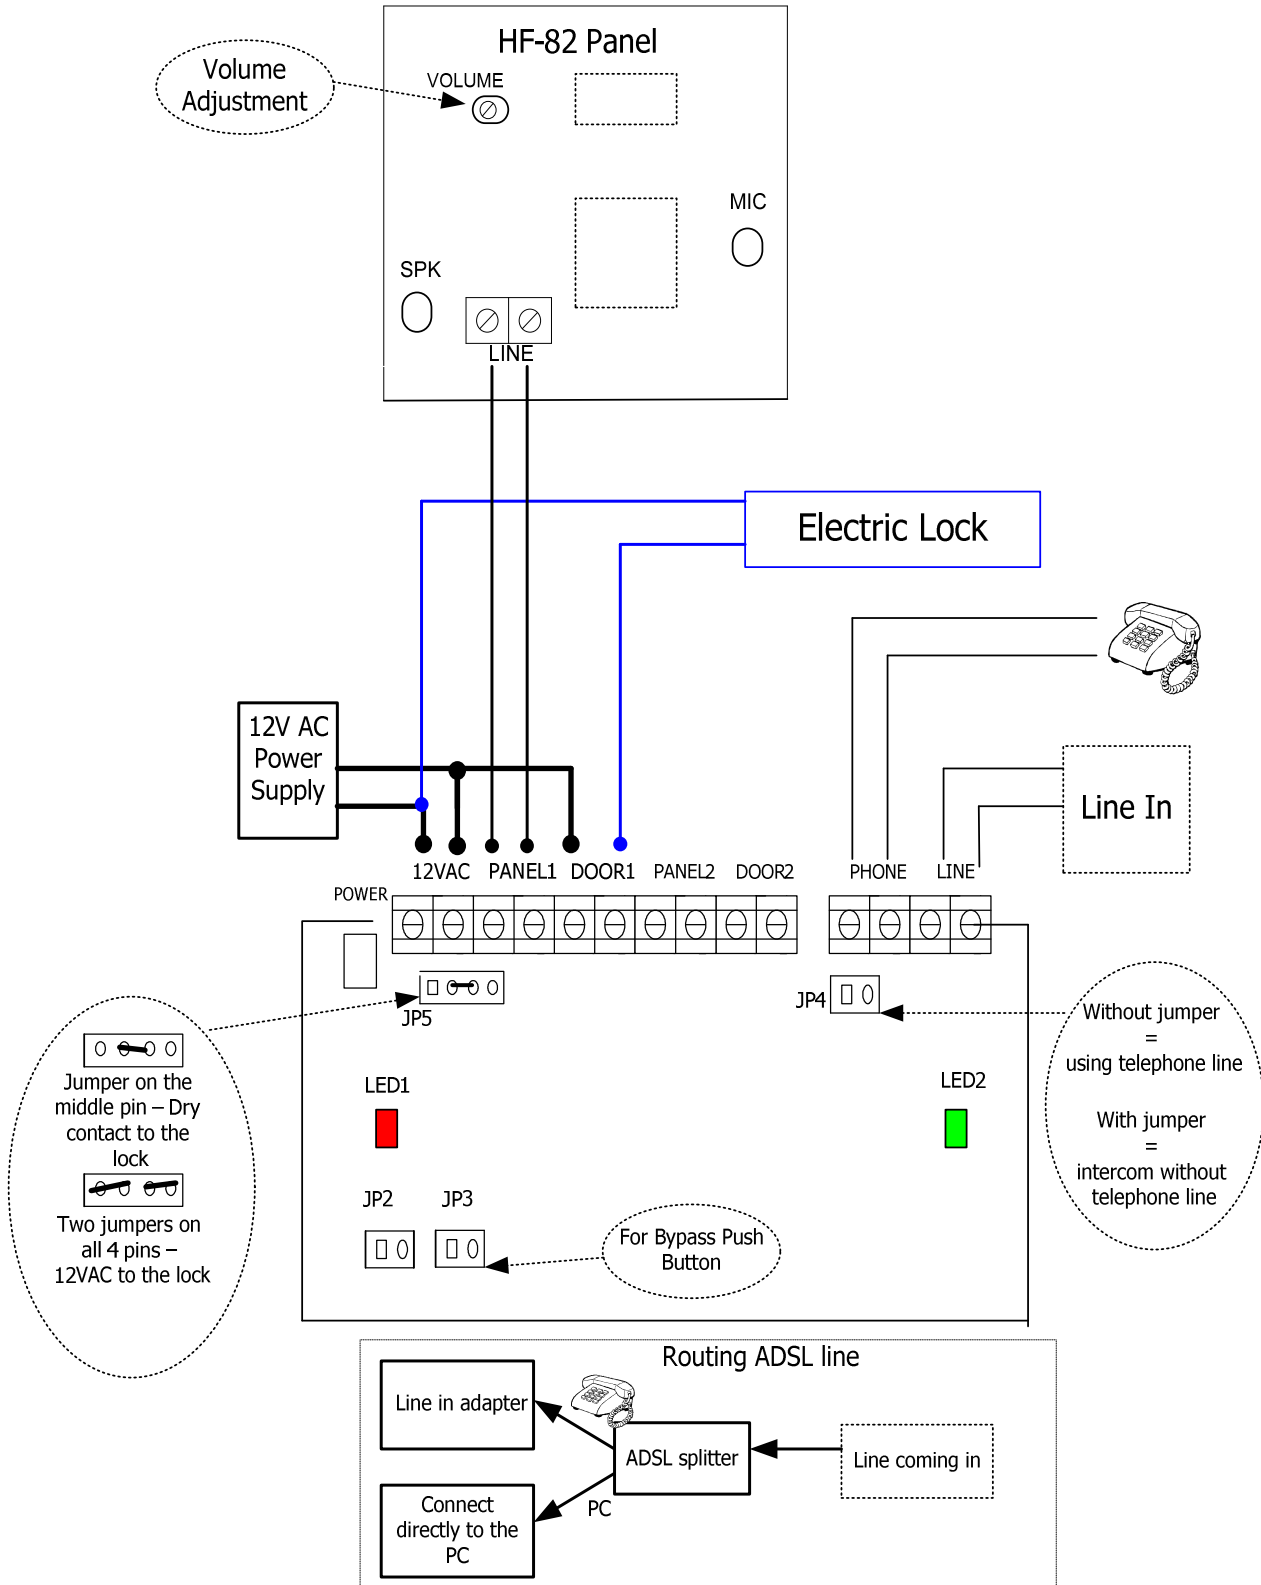 HF-82 Panel
Volume
Adjustment
VOLUME
MIC
SPK
LINE
Electric Lock
12V AC
Power
Supply
Line In
12VAC
PANEL1
DOOR1
PANEL2
DOOR2
PHONE
LINE
POWER
JP5
JP4
Jumper on the
middle pin – Dry
contact to the
lock
Two jumpers on
all 4 pins –
12VAC to the lock
Without jumper
=
using telephone line
With jumper
=
intercom without
telephone line
LED1
LED2
JP2
JP3
For Bypass Push
Button
Routing ADSL line
Line in adapter
ADSL splitter
Line coming in
PC
Connect
directly to the
PC